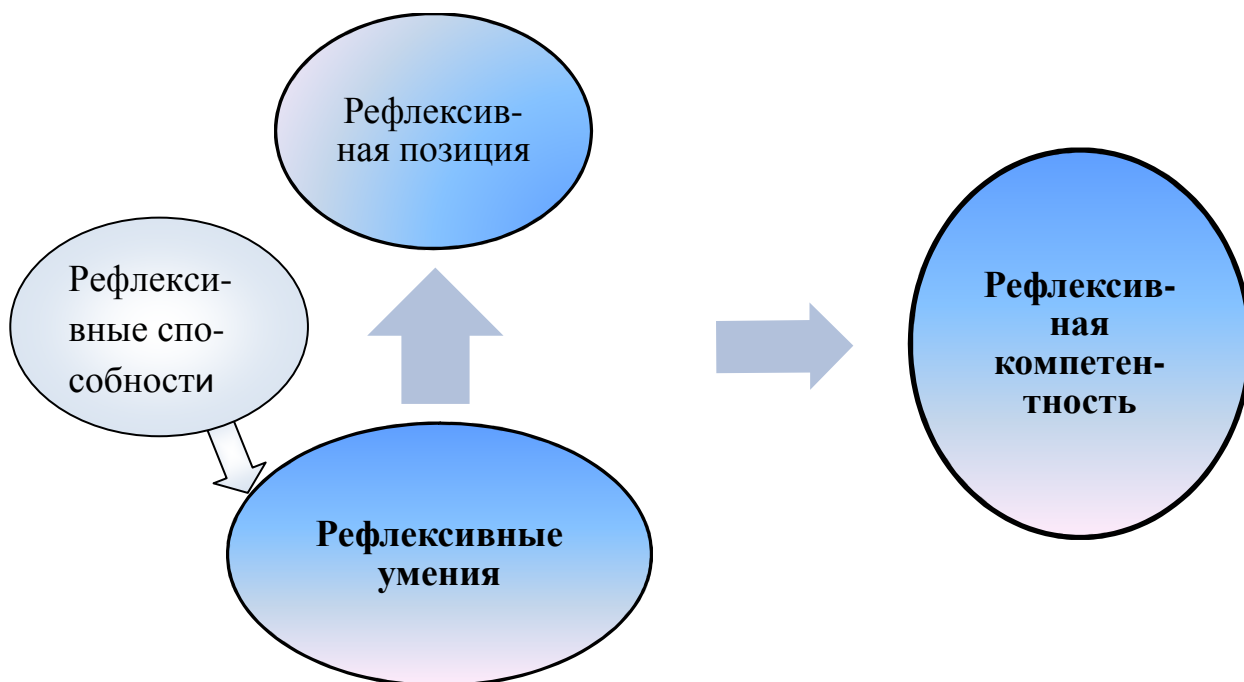 Рефлексив-
ная позиция
Рефлекси-
вные спо-
собности
Рефлексивные
умения
Рефлексив-
ная
компетен-
тность